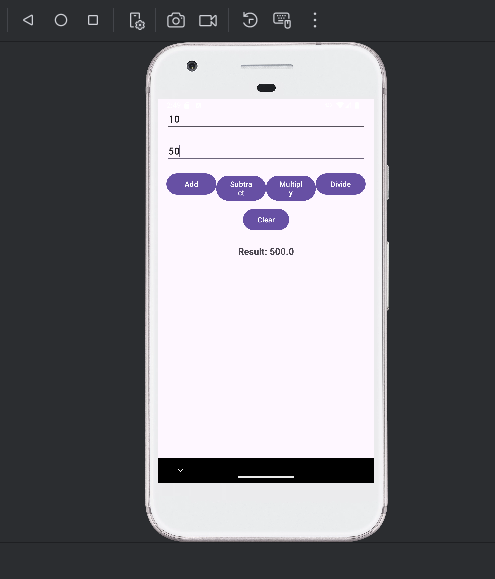 10
50
Add Subtra Multipl Divide
ct y
Clear
Result: 500.0